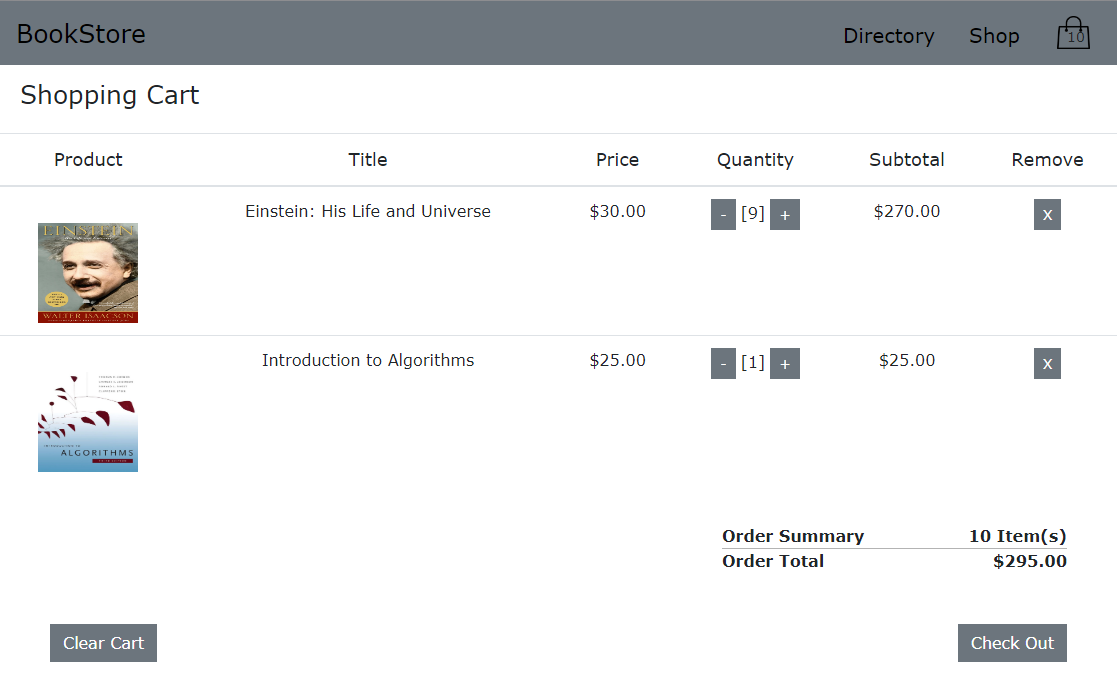 BookStore Directory Shop 10
Shopping Cart
Product Title Price Quantity Subtotal Remove
Einstein: His Life and Universe $30.00 - [9] + $270.00 x
EINSTEIN
WALTER ISAACSON
Introduction to Algorithms $25.00 - [1] + $25.00 x
INTRODUCTION TO
ALGORITHMS
Order Summary 10 Item(s)
Order Total $295.00
Clear Cart Check Out